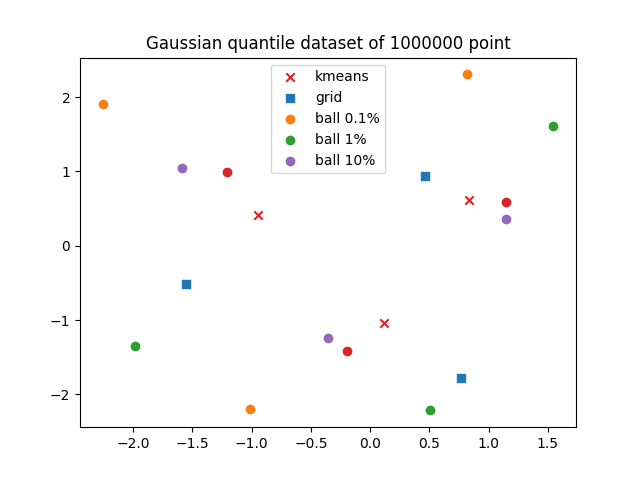 Gaussian quantile dataset of 1000000 point
kmeans
grid
ball 0.1%
ball 1%
ball 10%
2
1
0
−1
−2
−2.0 −1.5 −1.0 −0.5 0.0 0.5 1.0 1.5